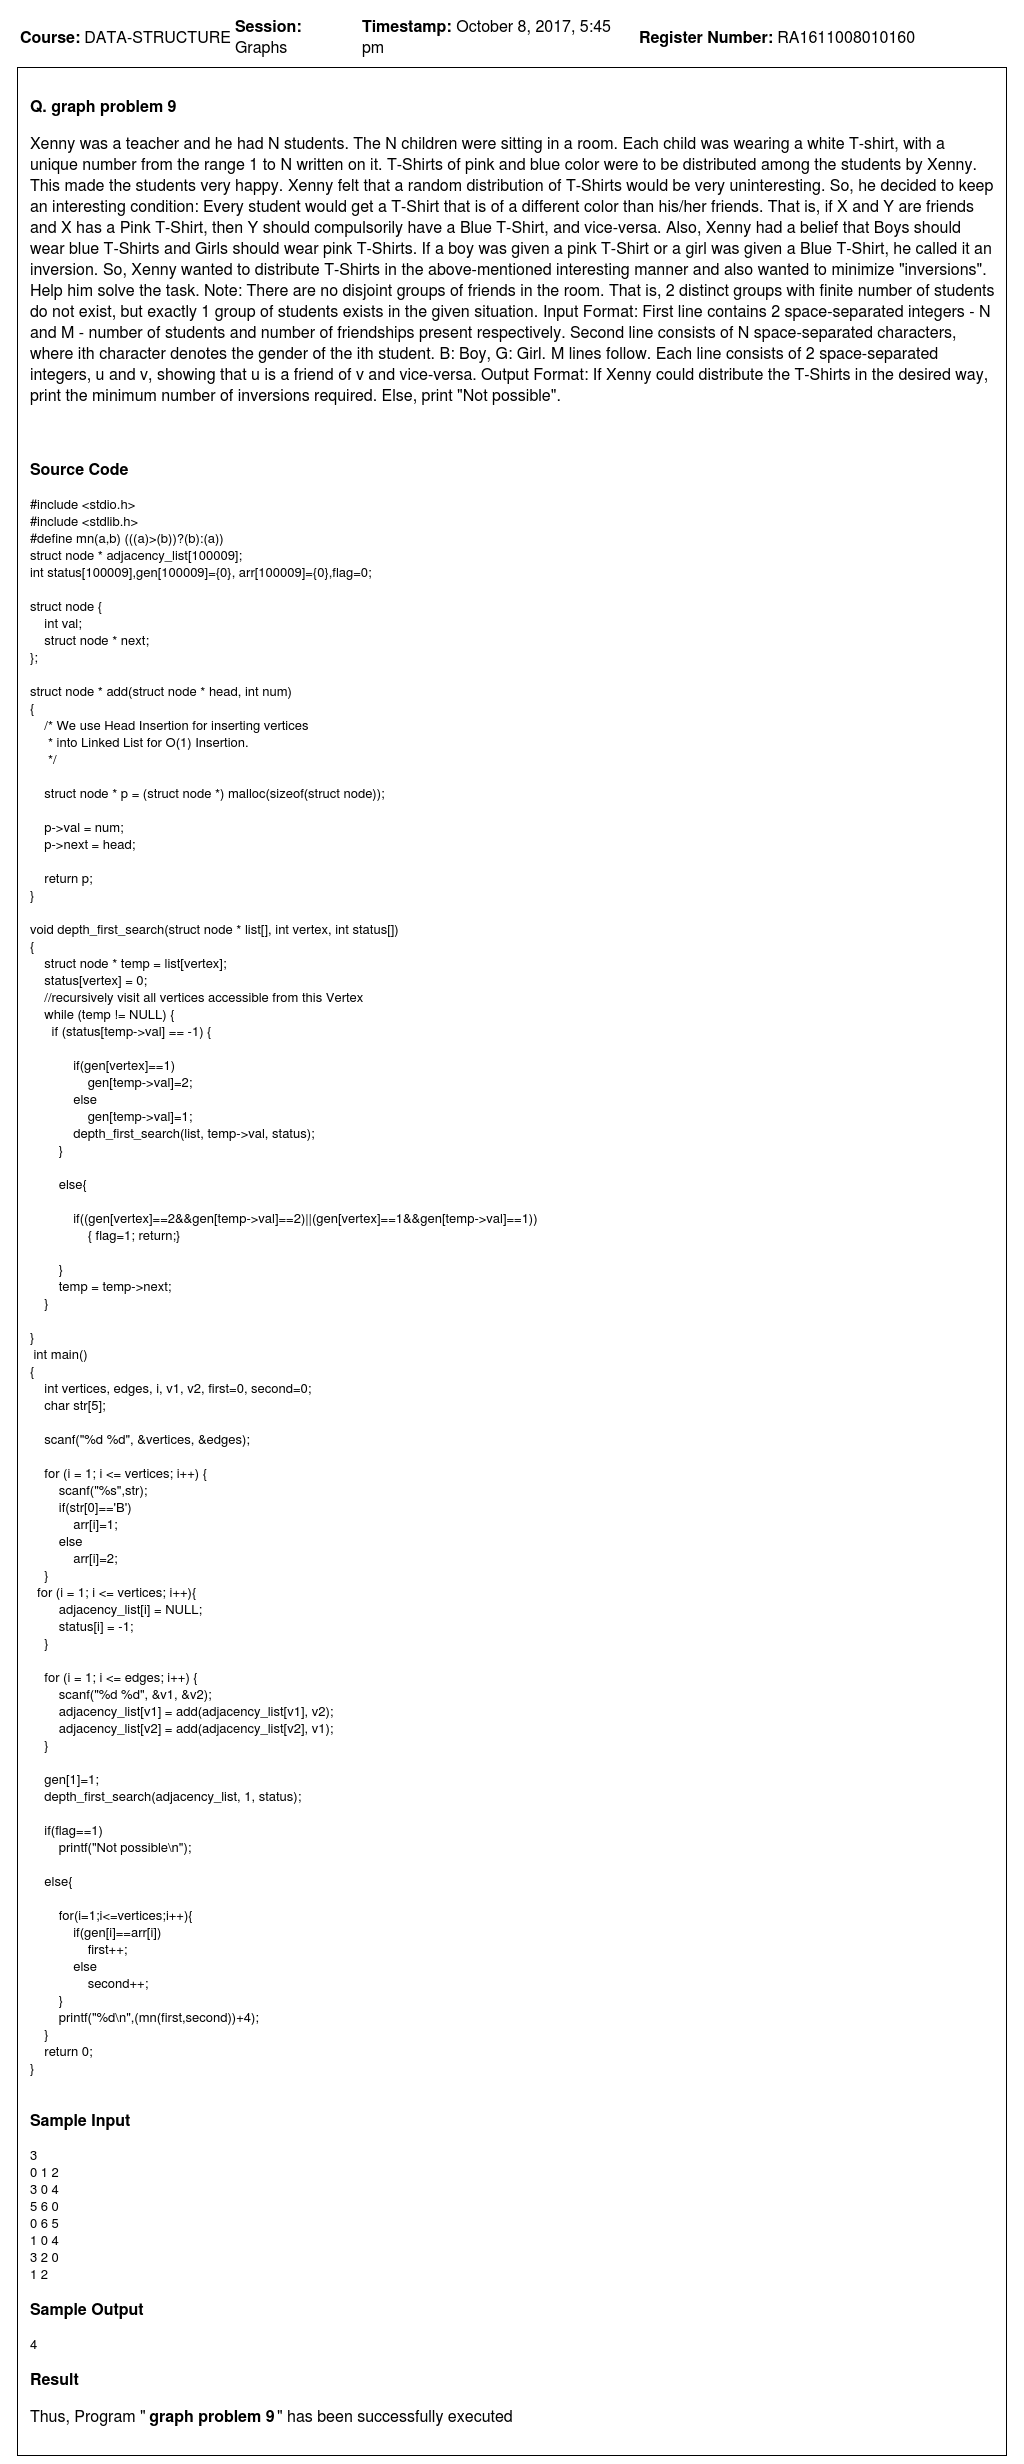 Course: DATA-STRUCTURE Session: Graphs Timestamp: October 8, 2017, 5:45 pm Register Number: RA1611008010160
Q. graph problem 9
Xenny was a teacher and he had N students. The N children were sitting in a room. Each child was wearing a white T-shirt, with a
unique number from the range 1 to N written on it. T-Shirts of pink and blue color were to be distributed among the students by Xenny.
This made the students very happy. Xenny felt that a random distribution of T-Shirts would be very uninteresting. So, he decided to keep
an interesting condition: Every student would get a T-Shirt that is of a different color than his/her friends. That is, if X and Y are friends
and X has a Pink T-Shirt, then Y should compulsorily have a Blue T-Shirt, and vice-versa. Also, Xenny had a belief that Boys should
wear blue T-Shirts and Girls should wear pink T-Shirts. If a boy was given a pink T-Shirt or a girl was given a Blue T-Shirt, he called it an
inversion. So, Xenny wanted to distribute T-Shirts in the above-mentioned interesting manner and also wanted to minimize "inversions".
Help him solve the task. Note: There are no disjoint groups of friends in the room. That is, 2 distinct groups with finite number of students
do not exist, but exactly 1 group of students exists in the given situation. Input Format: First line contains 2 space-separated integers - N
and M - number of students and number of friendships present respectively. Second line consists of N space-separated characters,
where ith character denotes the gender of the ith student. B: Boy, G: Girl. M lines follow. Each line consists of 2 space-separated
integers, u and v, showing that u is a friend of v and vice-versa. Output Format: If Xenny could distribute the T-Shirts in the desired way,
print the minimum number of inversions required. Else, print "Not possible".
Source Code
#include <stdio.h>
#include <stdlib.h>
#define mn(a,b) (((a)>(b))?(b):(a))
struct node * adjacency_list[100009];
int status[100009],gen[100009]={0}, arr[100009]={0},flag=0;
struct node {
int val;
struct node * next;
};
struct node * add(struct node * head, int num)
{
/* We use Head Insertion for inserting vertices
* into Linked List for O(1) Insertion.
*/
struct node * p = (struct node *) malloc(sizeof(struct node));
p->val = num;
p->next = head;
return p;
}
void depth_first_search(struct node * list[], int vertex, int status[])
{
struct node * temp = list[vertex];
status[vertex] = 0;
//recursively visit all vertices accessible from this Vertex
while (temp != NULL) {
if (status[temp->val] == -1) {
if(gen[vertex]==1)
gen[temp->val]=2;
else
gen[temp->val]=1;
depth_first_search(list, temp->val, status);
}
else{
if((gen[vertex]==2&&gen[temp->val]==2)||(gen[vertex]==1&&gen[temp->val]==1))
{ flag=1; return;}
}
temp = temp->next;
}
}
int main()
{
int vertices, edges, i, v1, v2, first=0, second=0;
char str[5];
scanf("%d %d", &vertices, &edges);
for (i = 1; i <= vertices; i++) {
scanf("%s",str);
if(str[0]=='B')
arr[i]=1;
else
arr[i]=2;
}
for (i = 1; i <= vertices; i++){
adjacency_list[i] = NULL;
status[i] = -1;
}
for (i = 1; i <= edges; i++) {
scanf("%d %d", &v1, &v2);
adjacency_list[v1] = add(adjacency_list[v1], v2);
adjacency_list[v2] = add(adjacency_list[v2], v1);
}
gen[1]=1;
depth_first_search(adjacency_list, 1, status);
if(flag==1)
printf("Not possible\n");
else{
for(i=1;i<=vertices;i++){
if(gen[i]==arr[i])
first++;
else
second++;
}
printf("%d\n",(mn(first,second))+4);
}
return 0;
}
Sample Input
3
0 1 2
3 0 4
5 6 0
0 6 5
1 0 4
3 2 0
1 2
Sample Output
4
Result
Thus, Program " graph problem 9 " has been successfully executed